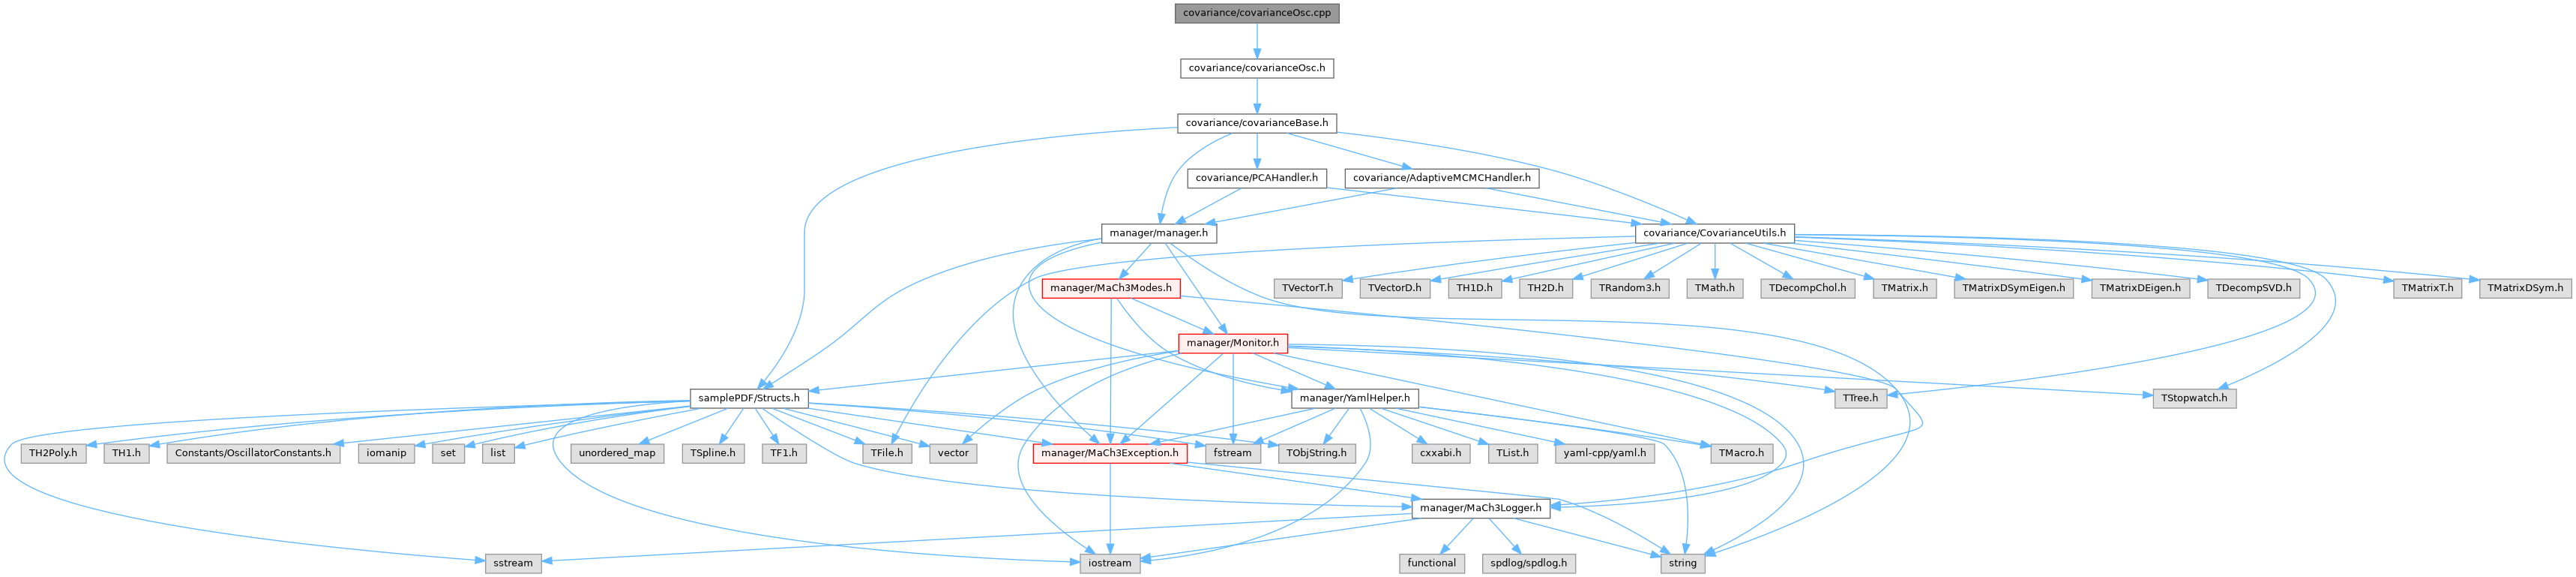 covariance/covarianceOsc.cpp
covariance/covarianceOsc.h
covariance/covarianceBase.h
covariance/PCAHandler.h
covariance/AdaptiveMCMCHandler.h
manager/manager.h
covariance/CovarianceUtils.h
manager/MaCh3Modes.h
TVectorT.h
TVectorD.h
TH1D.h
TH2D.h
TRandom3.h
TMath.h
TDecompChol.h
TMatrix.h
TMatrixDSymEigen.h
TMatrixDEigen.h
TDecompSVD.h
TMatrixT.h
TMatrixDSym.h
manager/Monitor.h
samplePDF/Structs.h
manager/YamlHelper.h
TTree.h
TStopwatch.h
TH2Poly.h
TH1.h
Constants/OscillatorConstants.h
iomanip
set
list
unordered_map
TSpline.h
TF1.h
TFile.h
vector
manager/MaCh3Exception.h
fstream
TObjString.h
cxxabi.h
TList.h
yaml-cpp/yaml.h
TMacro.h
manager/MaCh3Logger.h
sstream
iostream
functional
spdlog/spdlog.h
string